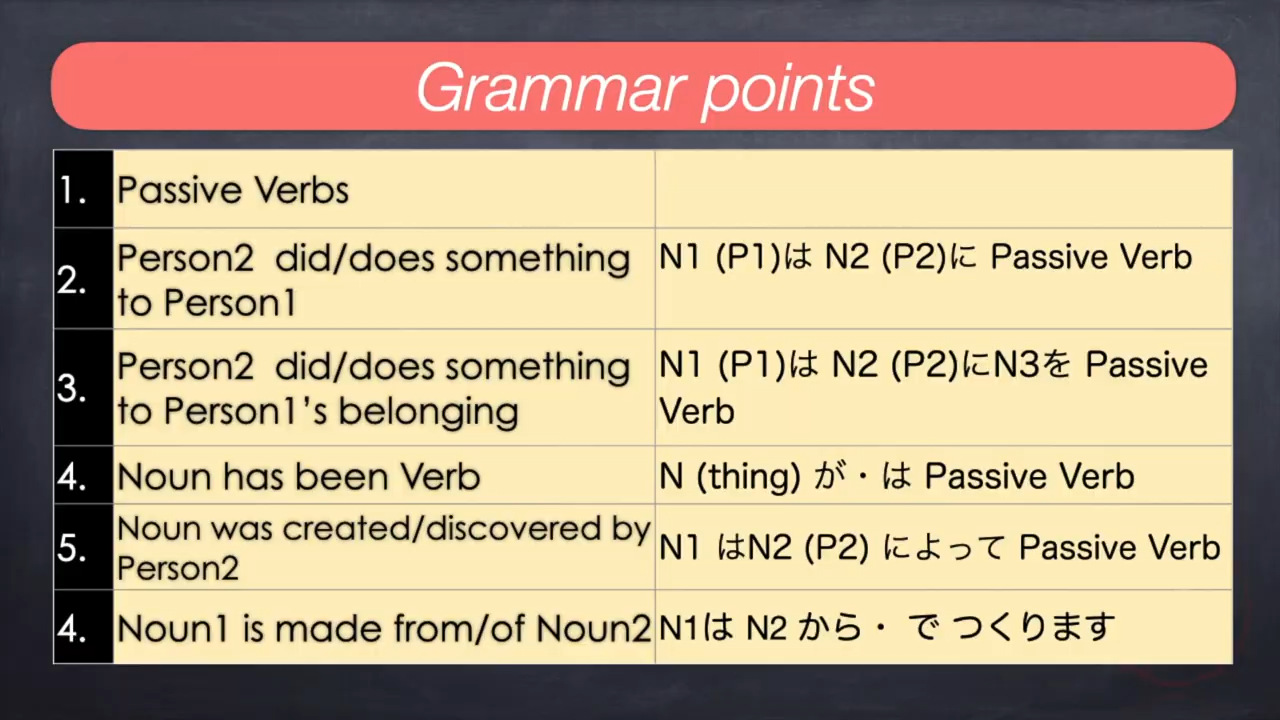 Grammar points
1. Passive Verbs
2. Person2 did/does something
to Person1
N1 (P1)は N2 (P2)に Passive Verb
3. Person2 did/does something
to Person1's belonging
N1 (P1)は N2 (P2)にN3を Passive
Verb
4. Noun has been Verb
N (thing) が・は Passive Verb
5. Noun was created/discovered by
Person2
N1 はN2 (P2) によって Passive Verb
4. Noun1 is made from/of Noun2
N1は N2 から・ で つくります